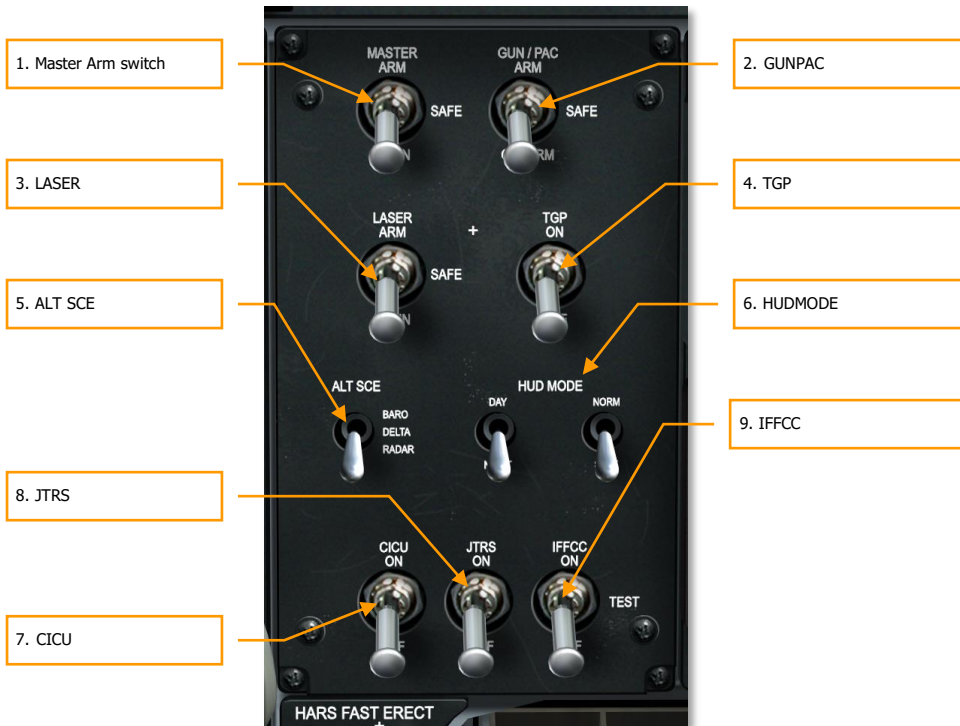 1. Master Arm switch
2. GUNPAC
3. LASER
4. TGP
5. ALT SCE
6. HUDMODE
8. JTRS
9. IFFCC
7. CICU
MASTER
ARM
SAFE
GUN / PAC
ARM
SAFE
LASER
ARM
SAFE
TGP
ON
ALT SCE
BARO
DELTA
RADAR
HUD MODE
DAY
NORM
CICU
ON
JTRS
ON
IFFCC
ON
TEST
HARS FAST ERECT